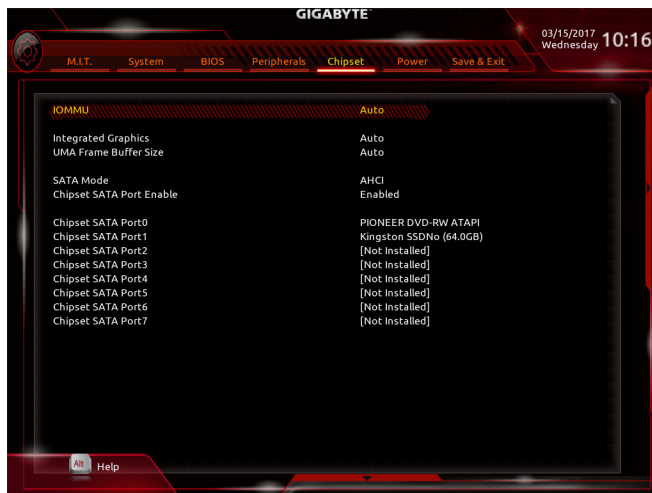 GIGABYTE™
03/15/2017
Wednesday 10:16
M.I.T. System BIOS Peripherals Chipset Power Save & Exit
IOMMU Auto
Integrated Graphics Auto
UMA Frame Buffer Size Auto
SATA Mode AHCI
Chipset SATA Port Enable Enabled
Chipset SATA Port0 PIONEER DVD-RW ATAPI
Chipset SATA Port1 Kingston SSDNo (64.0GB)
Chipset SATA Port2 [Not Installed]
Chipset SATA Port3 [Not Installed]
Chipset SATA Port4 [Not Installed]
Chipset SATA Port5 [Not Installed]
Chipset SATA Port6 [Not Installed]
Chipset SATA Port7 [Not Installed]
Alt Help